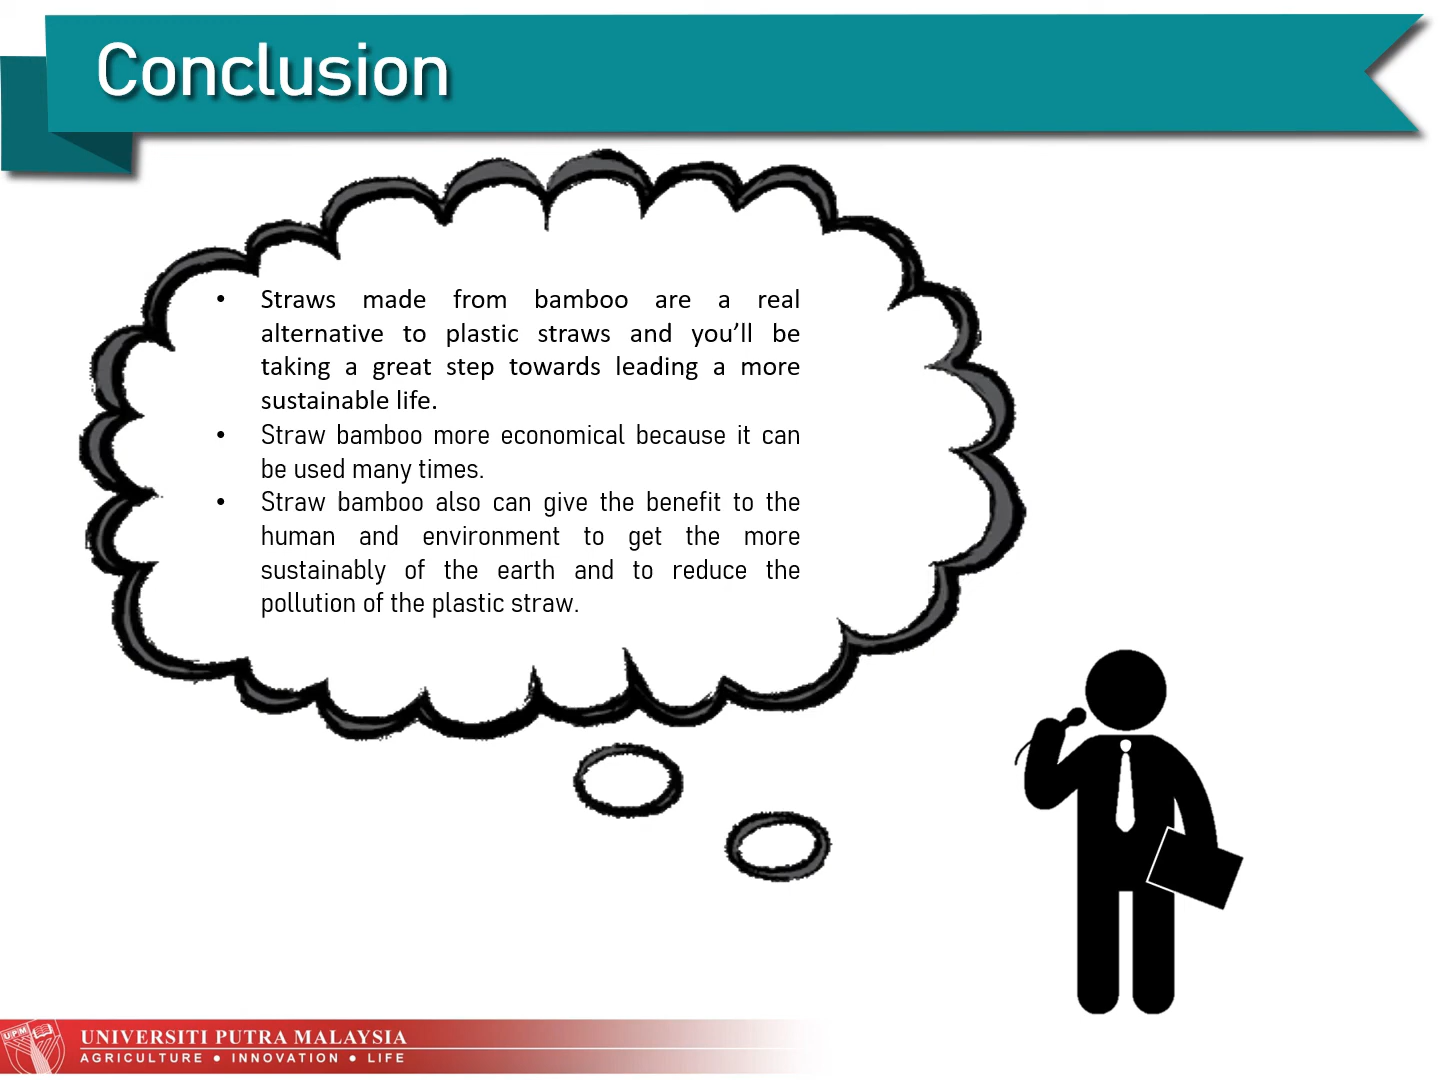 Conclusion
• Straws made from bamboo are a real
alternative to plastic straws and you’ll be
taking a great step towards leading a more
sustainable life.
• Straw bamboo more economical because it can
be used many times.
• Straw bamboo also can give the benefit to the
human and environment to get the more
sustainably of the earth and to reduce the
pollution of the plastic straw.
UPM
UNIVERSITI PUTRA MALAYSIA
AGRICULTURE ● INNOVATION ● LIFE